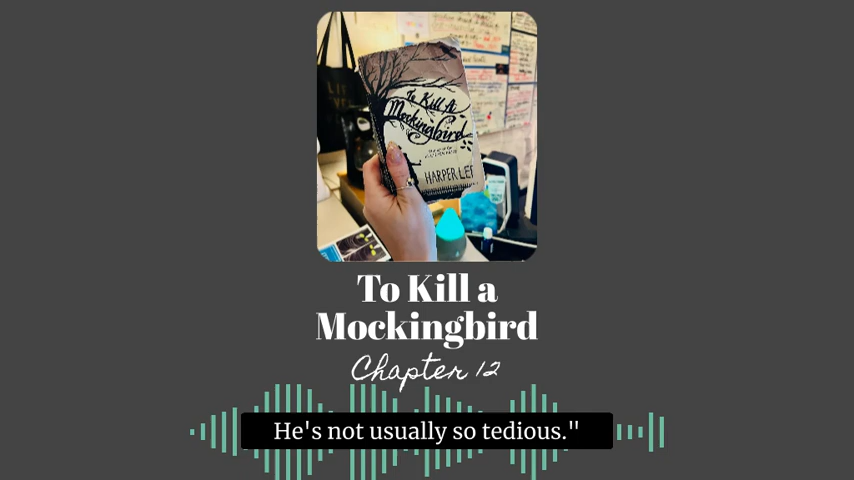 To Kill A
Mockingbird
HARPER LEE
To Kill a
Mockingbird
Chapter 12
He's not usually so tedious."